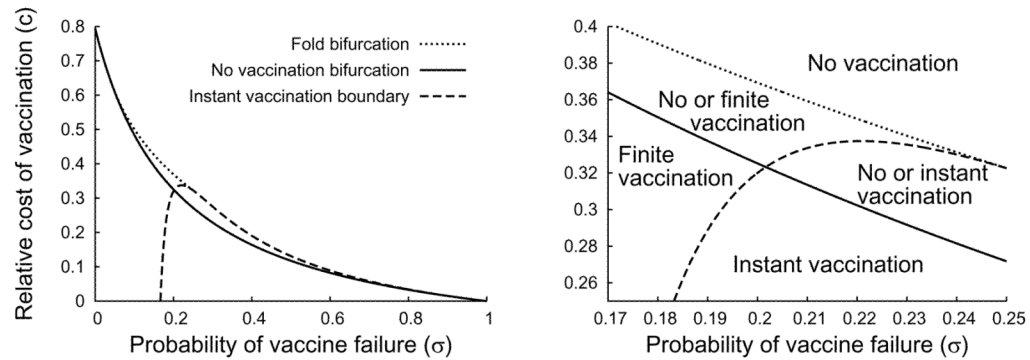 Relative cost of vaccination (c)
0.8
0.7
0.6
0.5
0.4
0.3
0.2
0.1
0
Fold bifurcation
No vaccination bifurcation
Instant vaccination boundary
0 0.2 0.4 0.6 0.8 1
Probability of vaccine failure (σ)
0.4
0.38
0.36
0.34
0.32
0.3
0.28
0.26
No vaccination
No or finite
vaccination
Finite
vaccination
No or instant
vaccination
Instant vaccination
0.17 0.18 0.19 0.2 0.21 0.22 0.23 0.24 0.25
Probability of vaccine failure (σ)